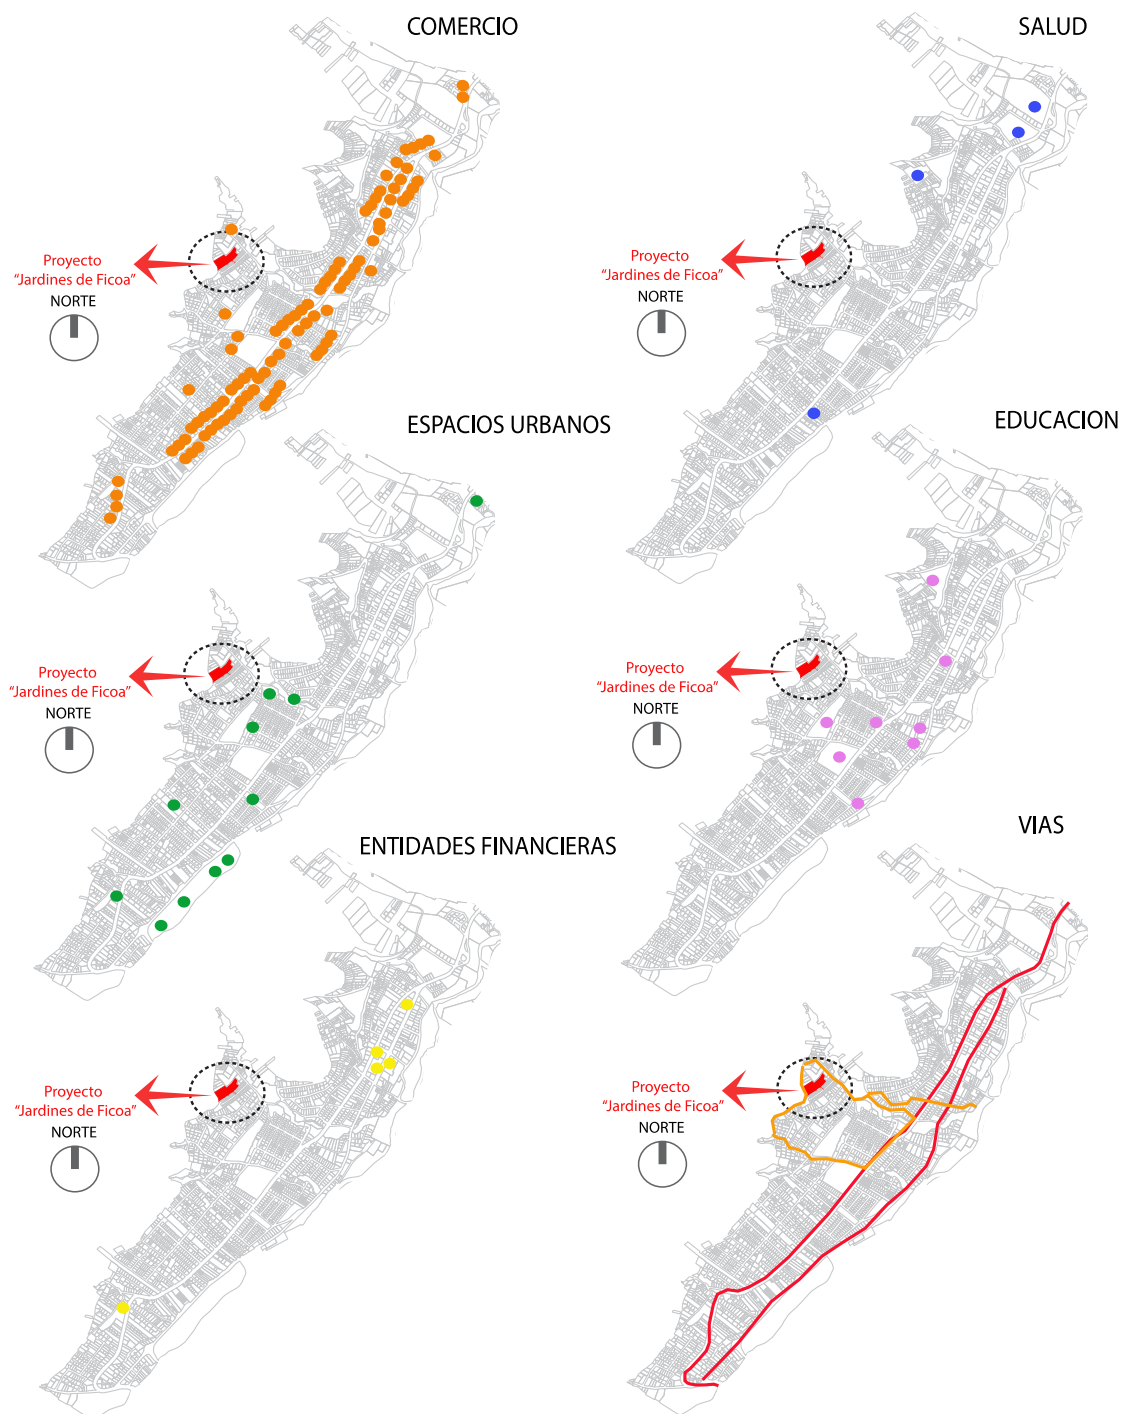 COMERCIO
Proyecto
“Jardines de Ficoa”
NORTE
SALUD
Proyecto
“Jardines de Ficoa”
NORTE
ESPACIOS URBANOS
Proyecto
“Jardines de Ficoa”
NORTE
EDUCACION
Proyecto
“Jardines de Ficoa”
NORTE
ENTIDADES FINANCIERAS
Proyecto
“Jardines de Ficoa”
NORTE
VIAS
Proyecto
“Jardines de Ficoa”
NORTE